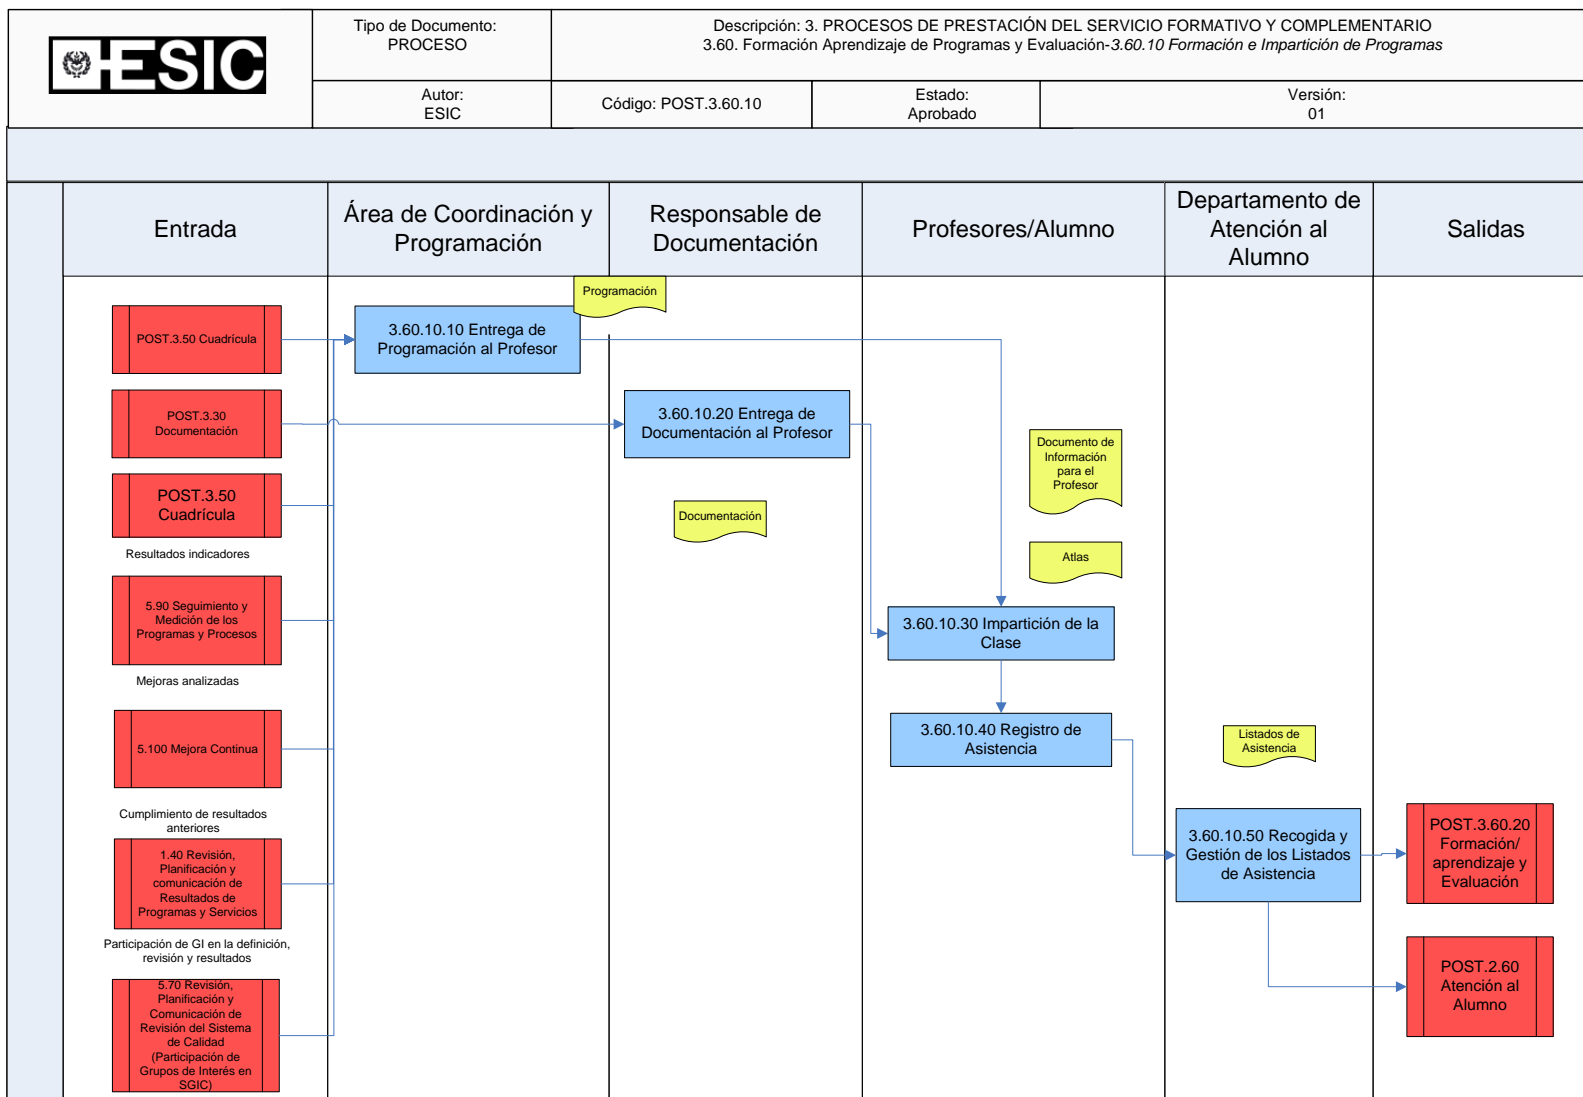 ESIC
Tipo de Documento:
PROCESO
Descripción: 3. PROCESOS DE PRESTACIÓN DEL SERVICIO FORMATIVO Y COMPLEMENTARIO
3.60. Formación Aprendizaje de Programas y Evaluación-3.60.10 Formación e Impartición de Programas
Autor:
ESIC
Código: POST.3.60.10
Estado:
Aprobado
Versión:
01
Entrada
Área de Coordinación y
Programación
Responsable de
Documentación
Profesores/Alumno
Departamento de
Atención al
Alumno
Salidas
Programación
POST.3.50 Cuadrícula
3.60.10.10 Entrega de
Programación al Profesor
POST.3.30
Documentación
3.60.10.20 Entrega de
Documentación al Profesor
Documento de
Información
para el
Profesor
POST.3.50
Cuadrícula
Documentación
Resultados indicadores
Atlas
5.90 Seguimiento y
Medición de los
Programas y Procesos
3.60.10.30 Impartición de la
Clase
Mejoras analizadas
5.100 Mejora Continua
3.60.10.40 Registro de
Asistencia
Listados de
Asistencia
Cumplimiento de resultados
anteriores
1.40 Revisión,
Planificación y
comunicación de
Resultados de
Programas y Servicios
3.60.10.50 Recogida y
Gestión de los Listados
de Asistencia
POST.3.60.20
Formación/
aprendizaje y
Evaluación
Participación de GI en la definición,
revisión y resultados
5.70 Revisión,
Planificación y
Comunicación de
Revisión del Sistema
de Calidad
(Participación de
Grupos de Interés en
SGIC)
POST.2.60
Atención al
Alumno